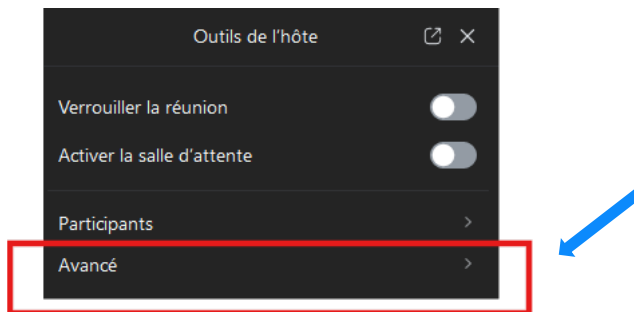 Outils de l’hôte
Verrouiller la réunion
Activer la salle d’attente
Participants
Avancé